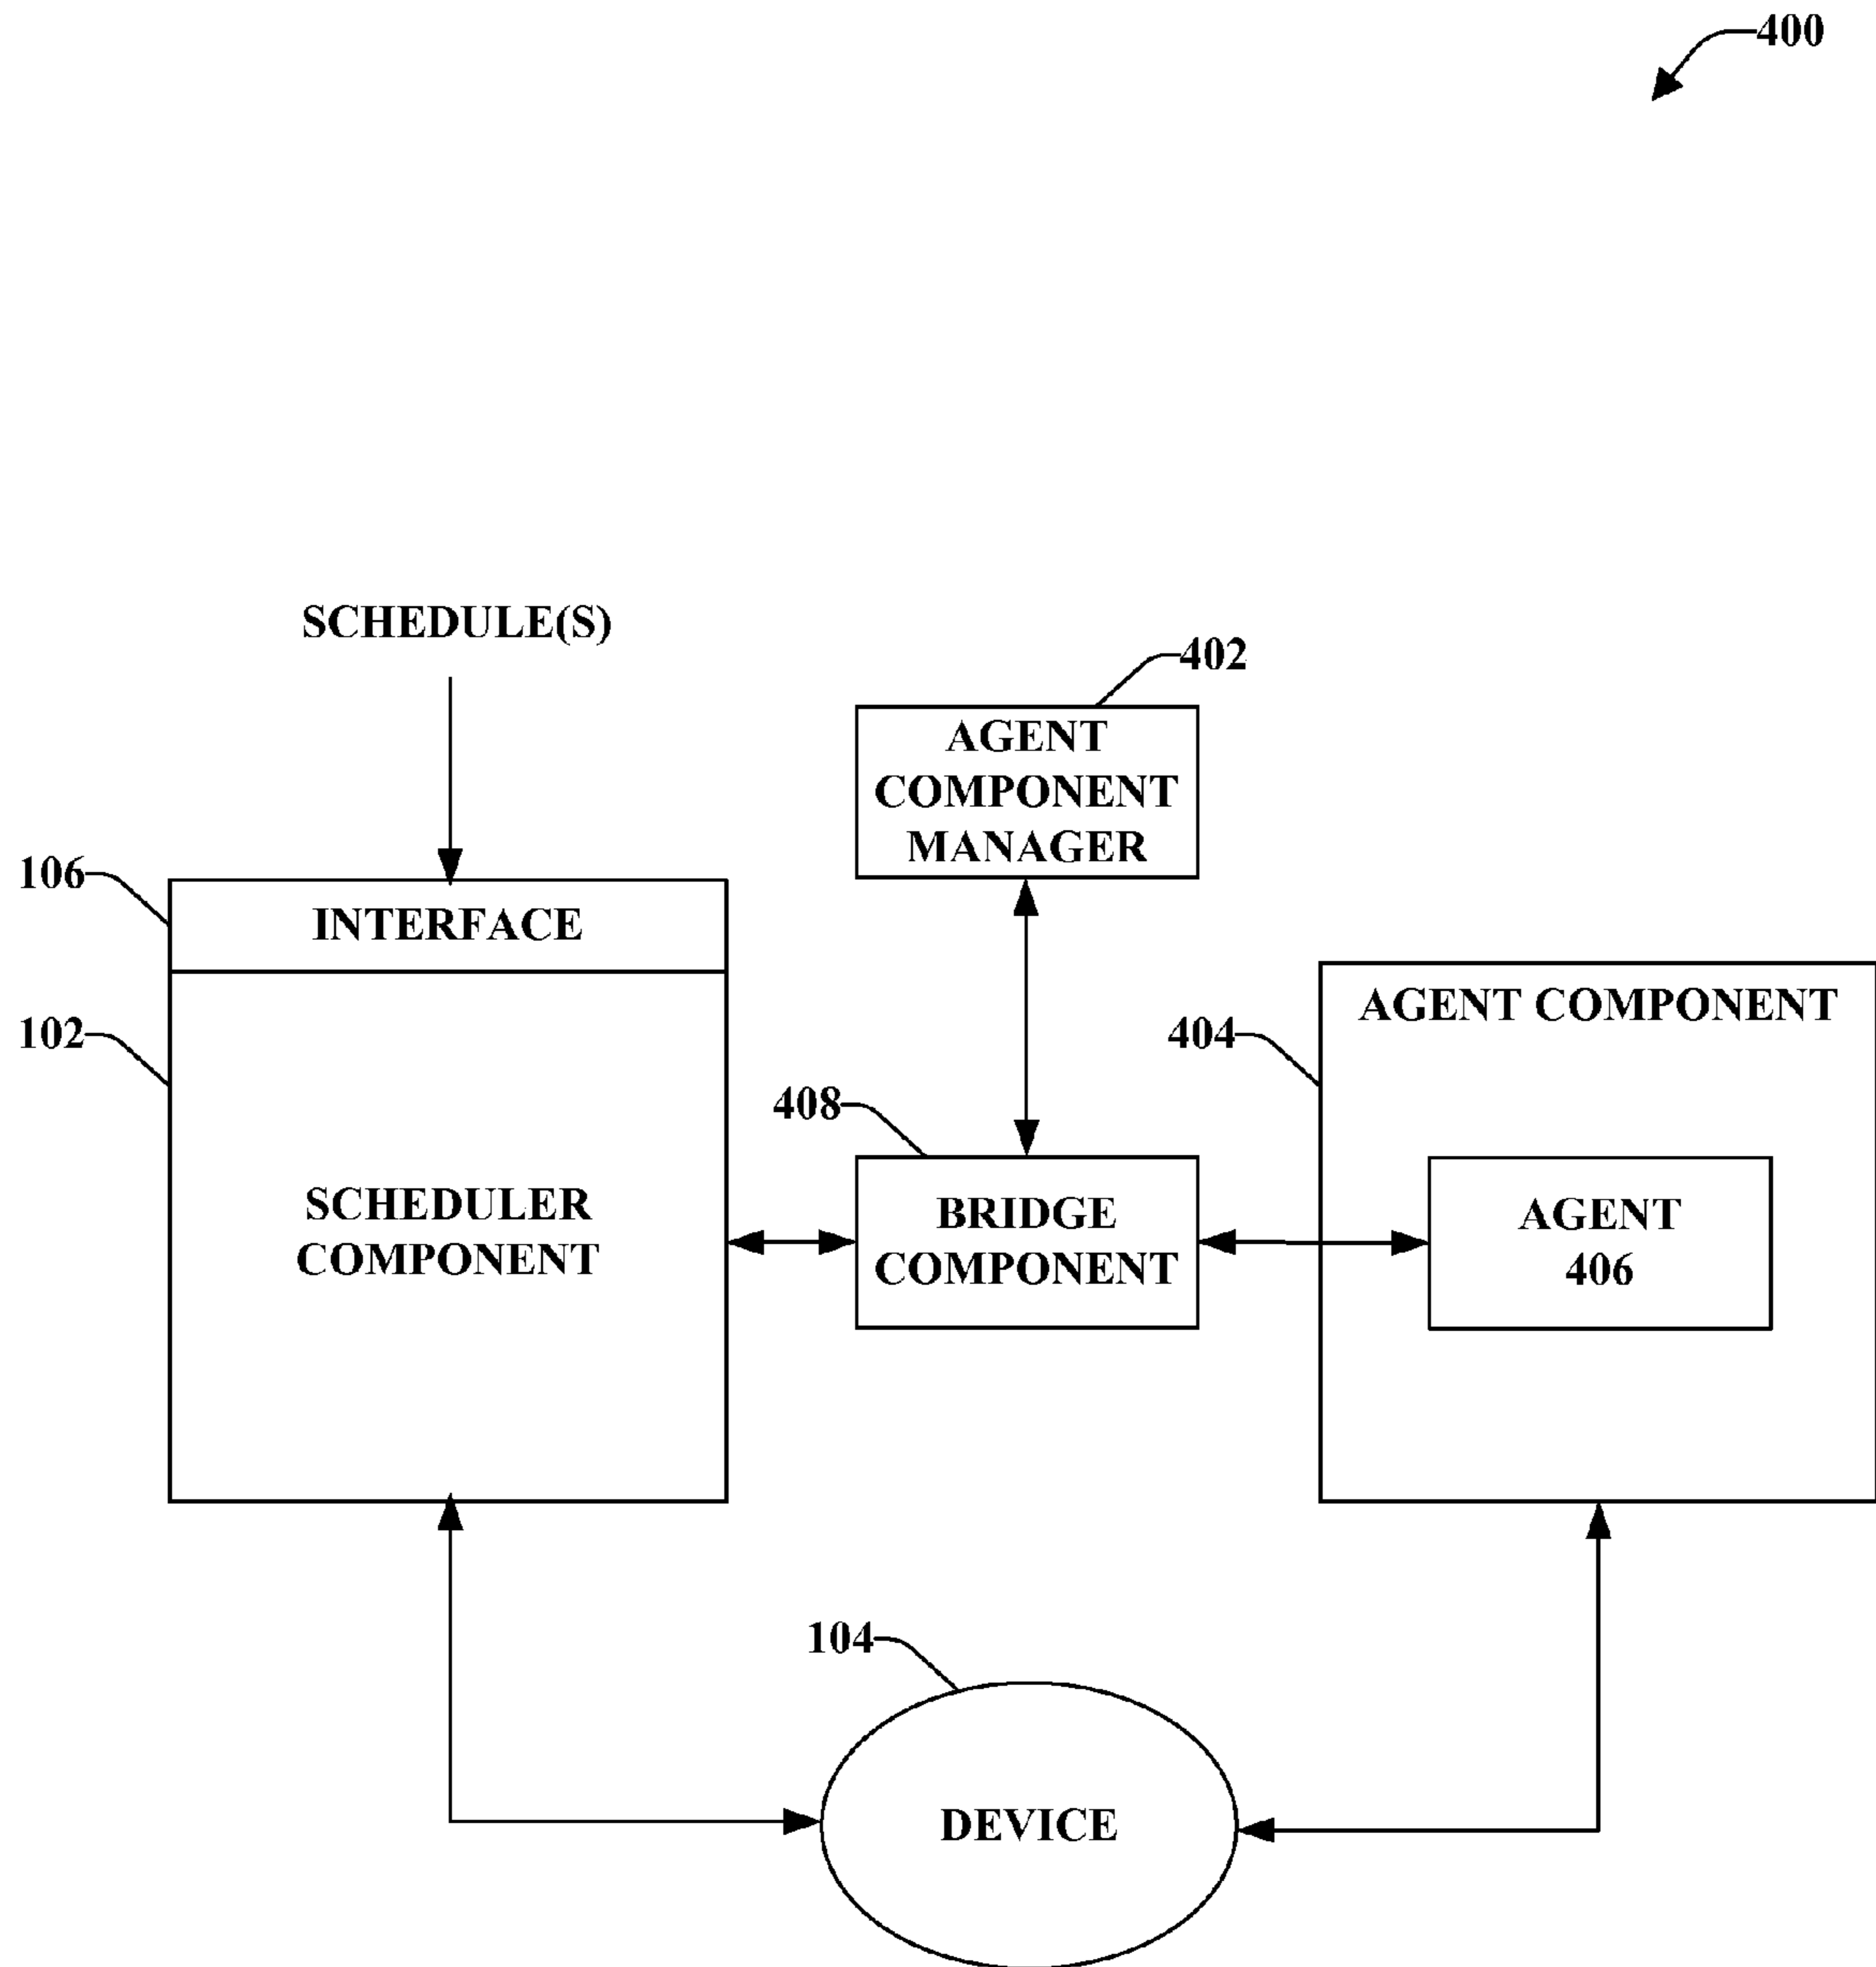 400
SCHEDULE(S)
402
AGENT
COMPONENT
MANAGER
106
INTERFACE
102
SCHEDULER
COMPONENT
408
BRIDGE
COMPONENT
404
AGENT COMPONENT
AGENT
406
104
DEVICE